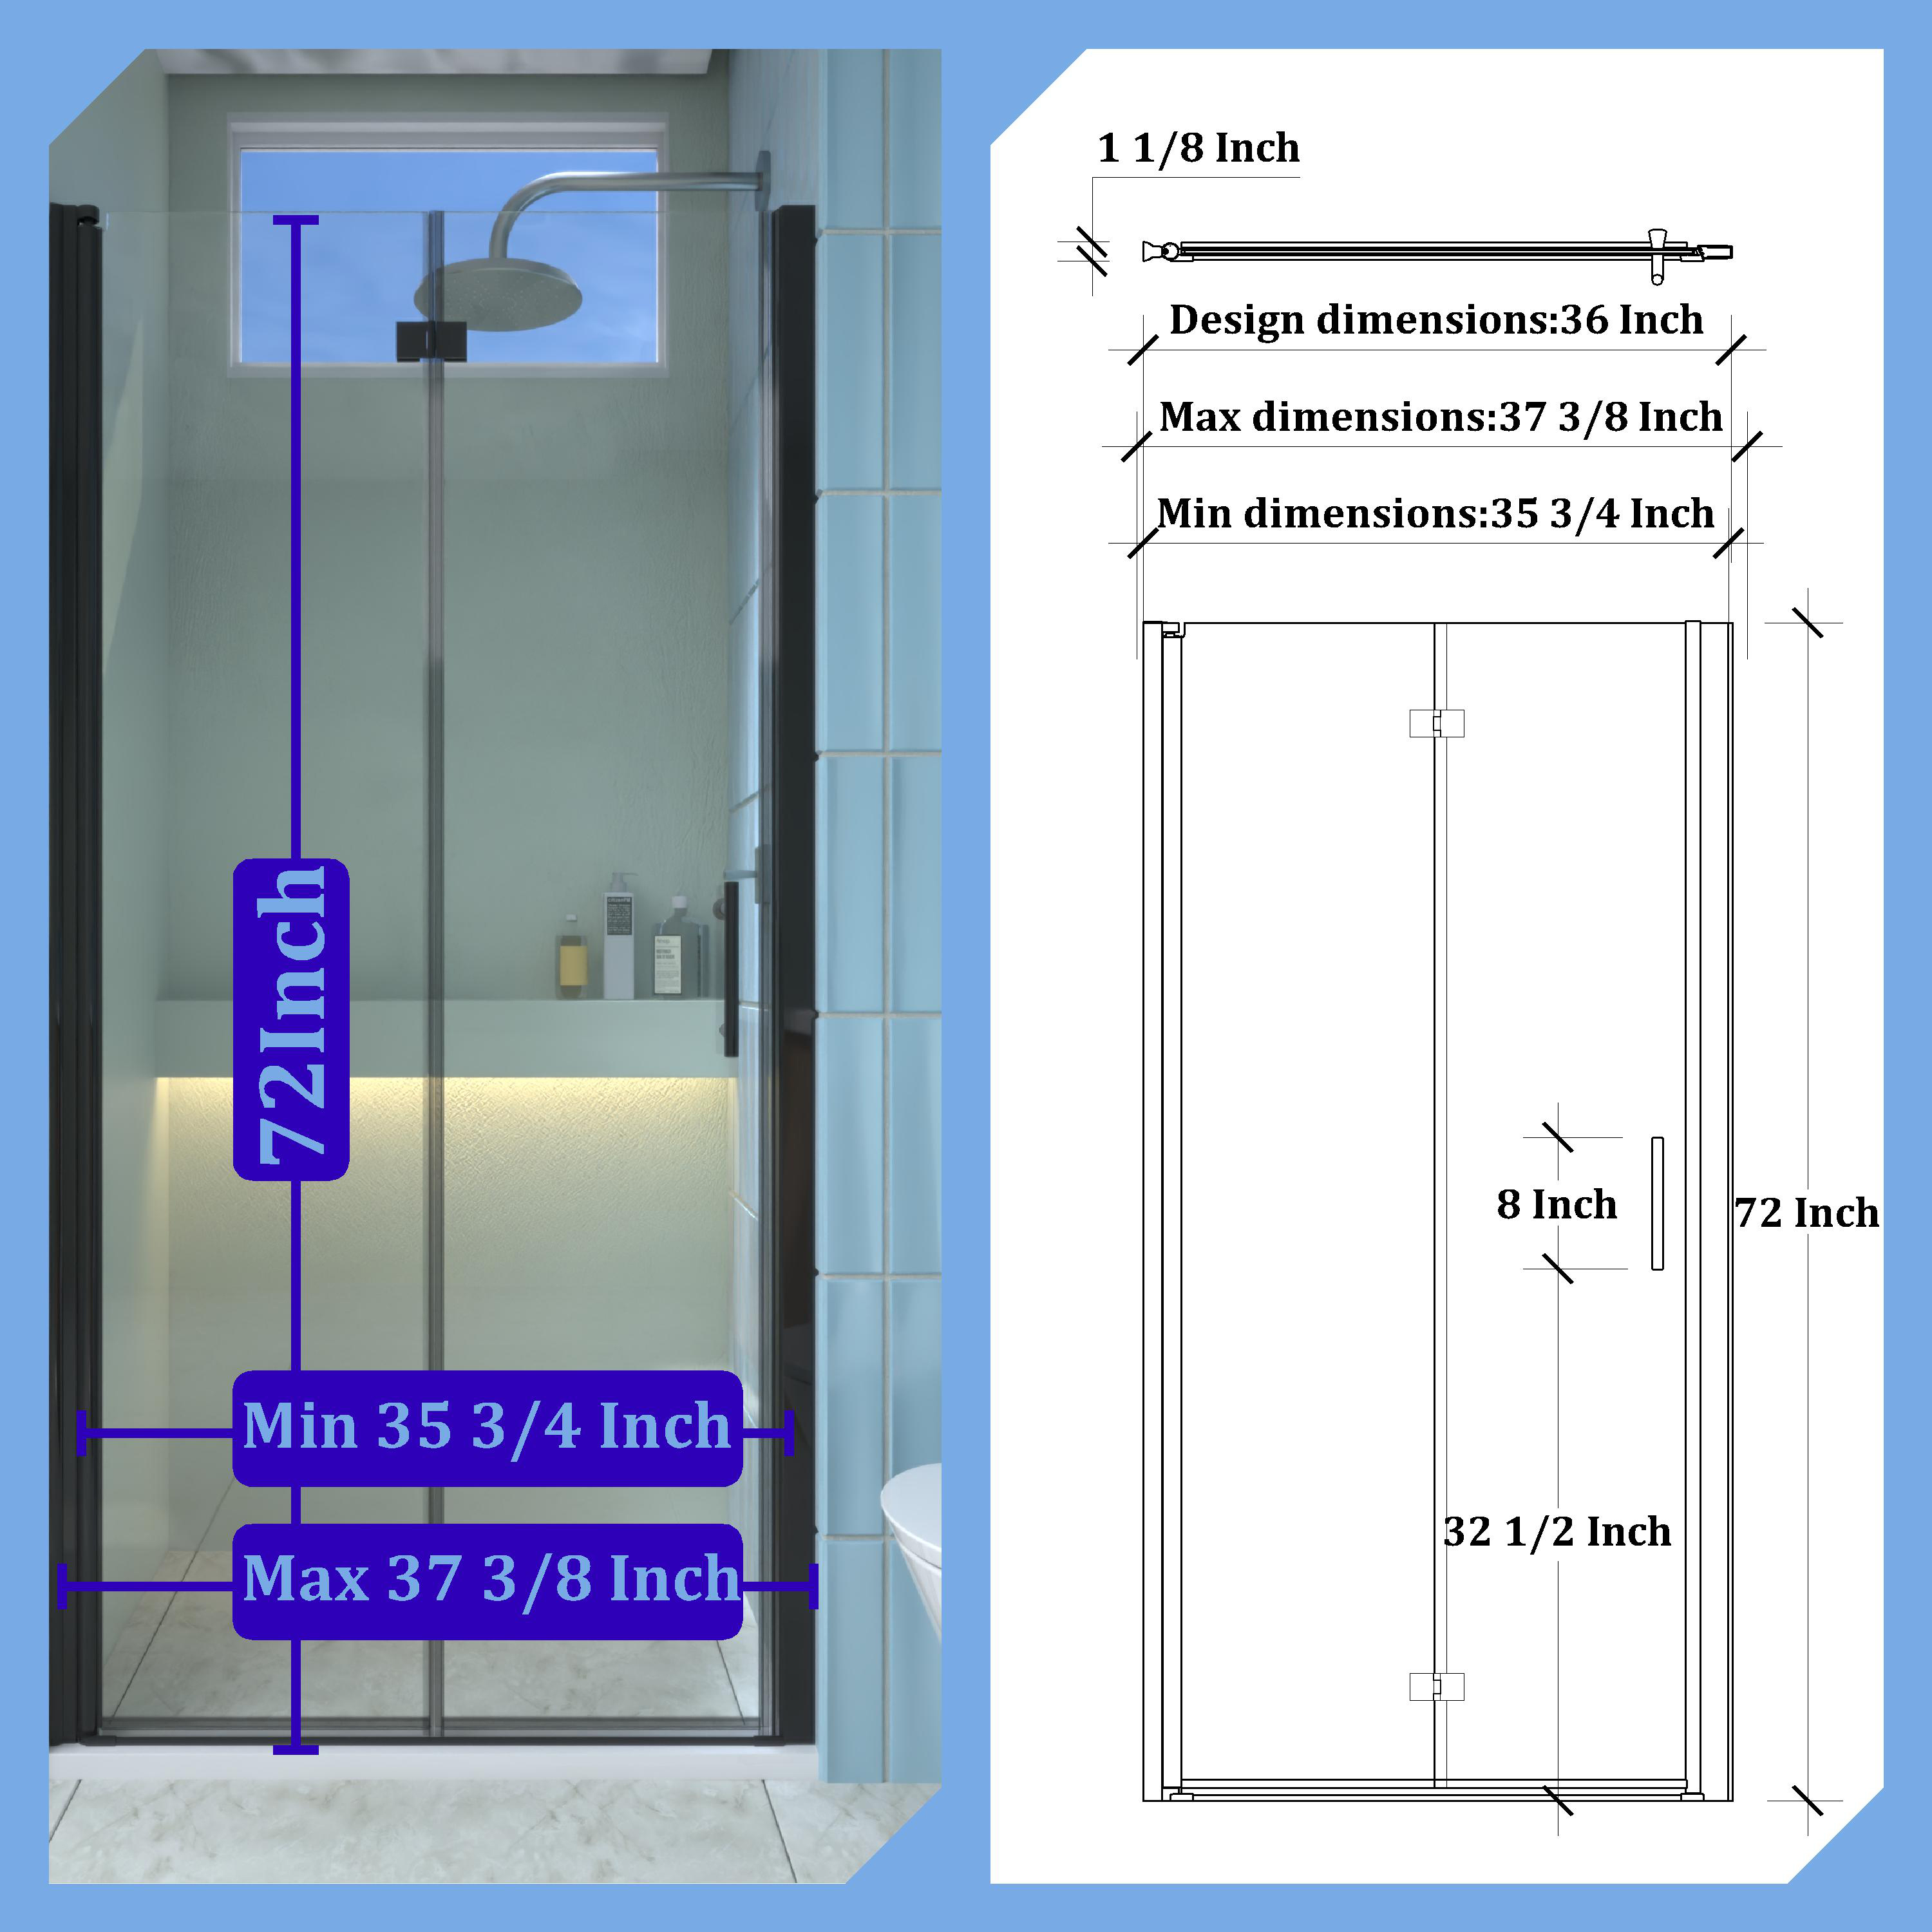 72Inch
Min 35 3/4 Inch
Max 37 3/8 Inch
1 1/8 Inch
Design dimensions:36 Inch
Max dimensions:37 3/8 Inch
Min dimensions:35 3/4 Inch
8 Inch
72 Inch
32 1/2 Inch